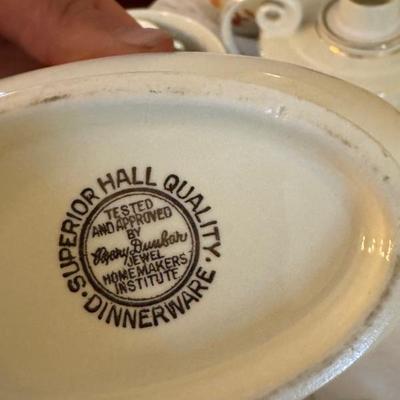 SUPERIOR HALL QUALITY
TESTED
AND APPROVED
BY
Mary Dunbar
JEWEL
HOMEMAKERS
INSTITUTE
·DINNERWARE·